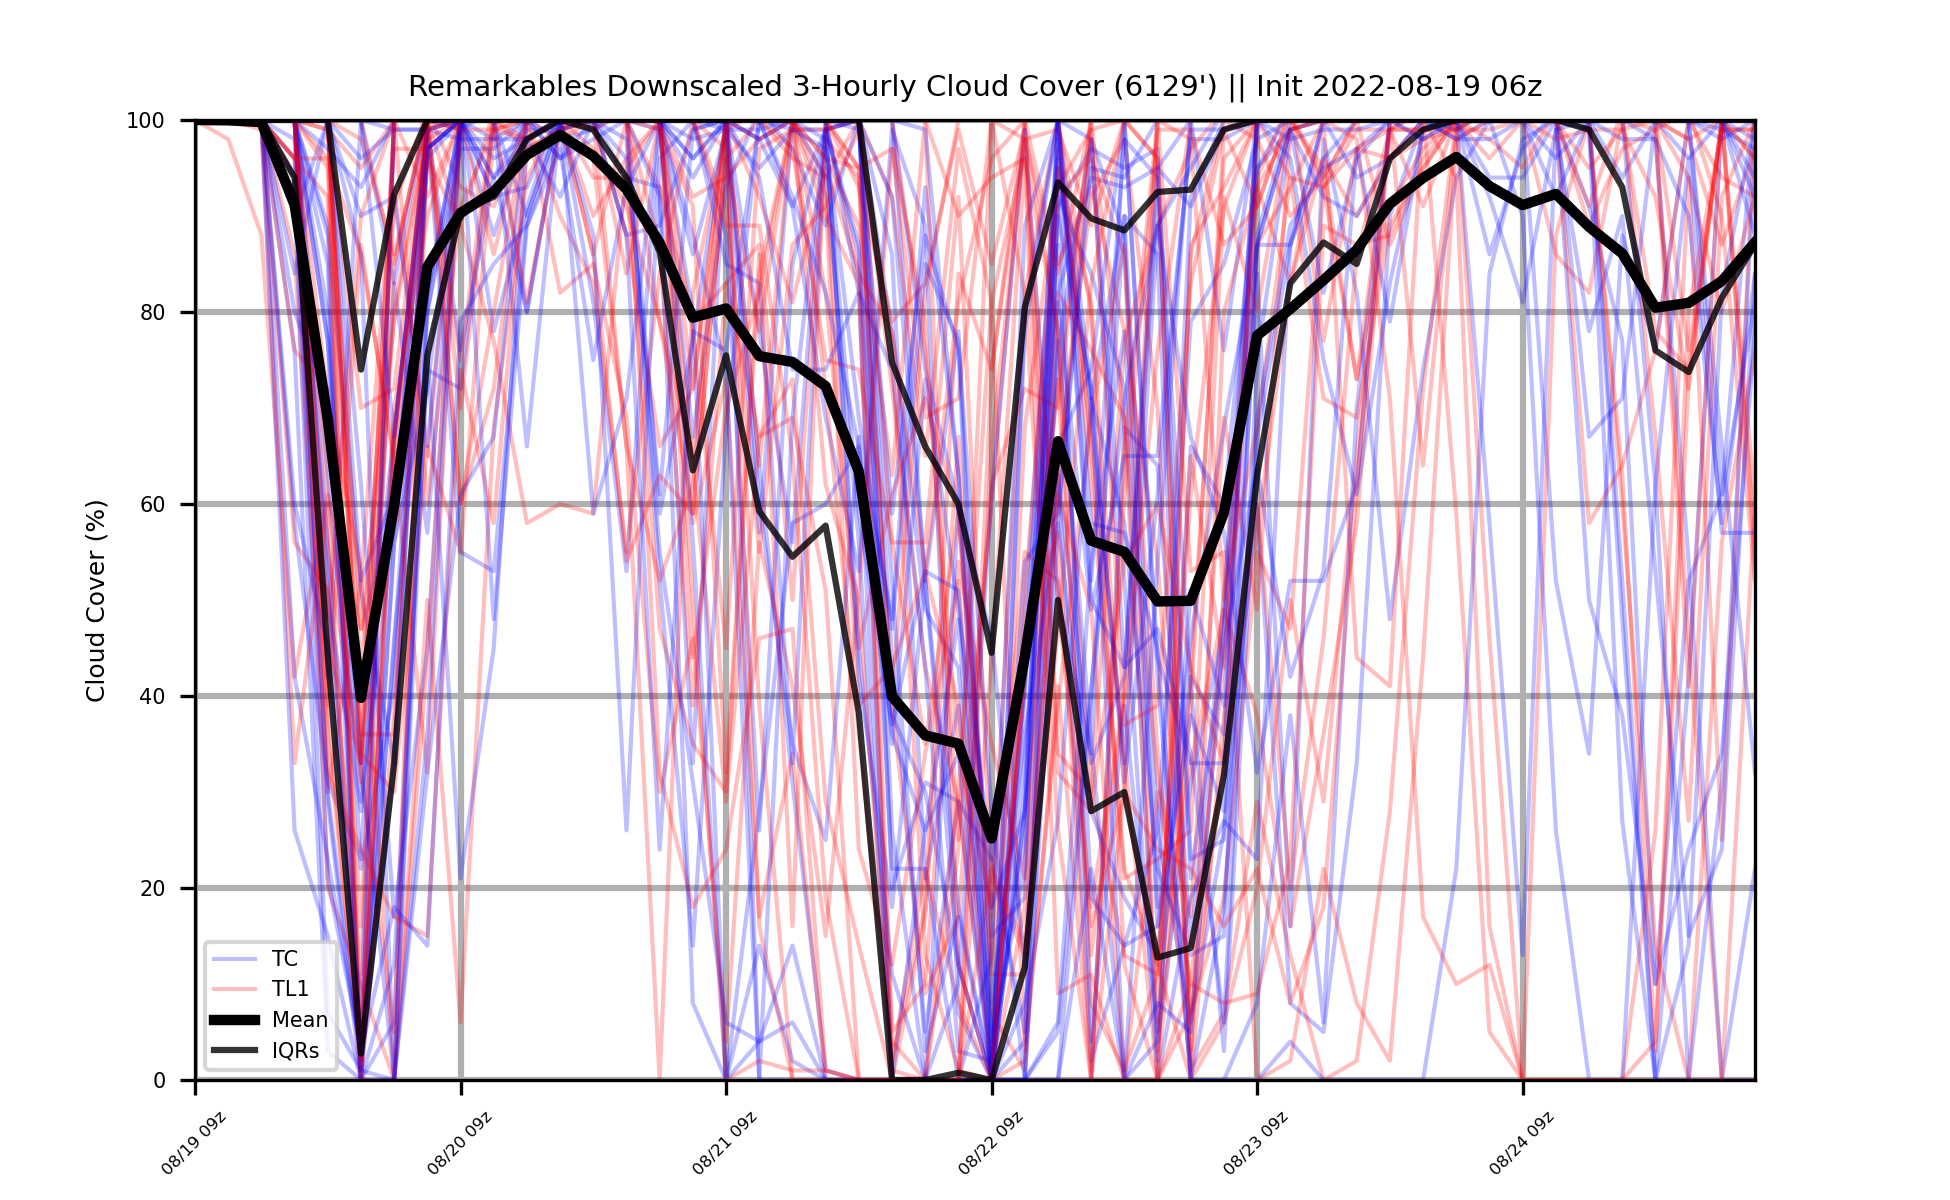 Remarkables Downscaled 3-Hourly Cloud Cover (6129') || Init 2022-08-19 06z
Cloud Cover (%)
100
80
60
40
20
0
TC
TL1
Mean
IQRs
08/19 09z
08/20 09z
08/21 09z
08/22 09z
08/23 09z
08/24 09z